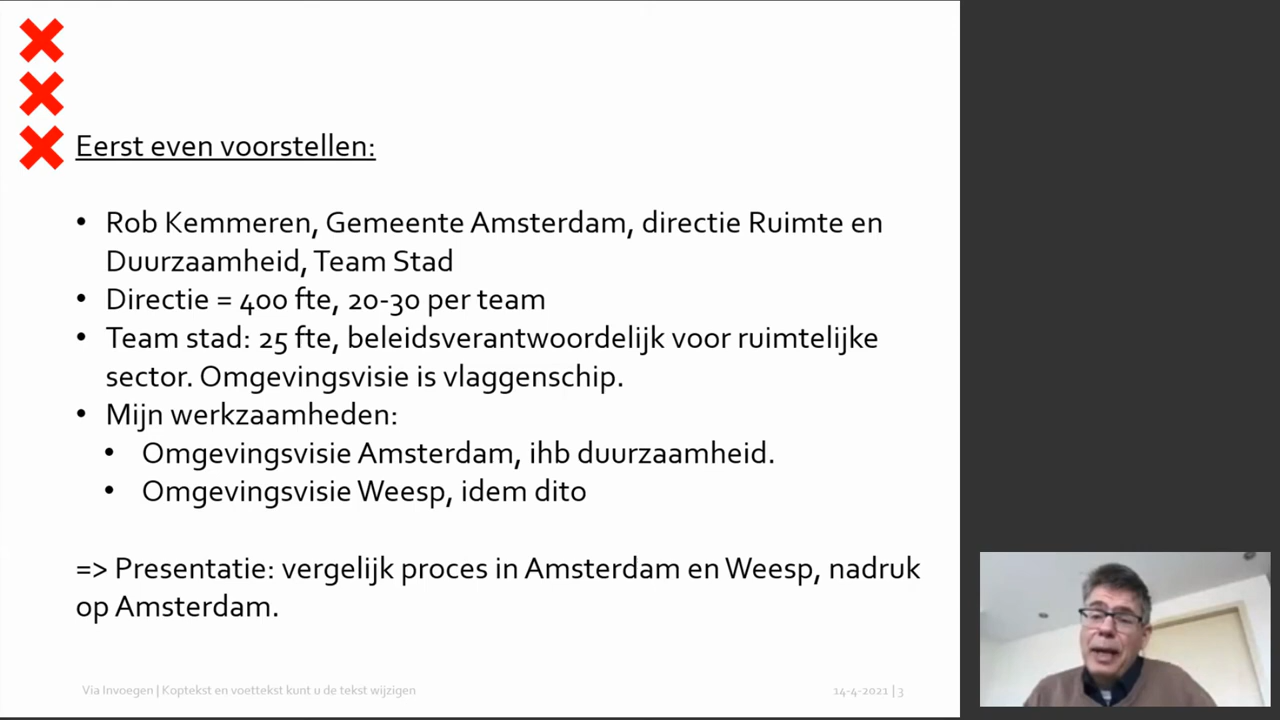 Eerst even voorstellen:
• Rob Kemmeren, Gemeente Amsterdam, directie Ruimte en
Duurzaamheid, Team Stad
• Directie = 400 fte, 20-30 per team
• Team stad: 25 fte, beleidsverantwoordelijk voor ruimtelijke
sector. Omgevingsvisie is vlaggenschip.
• Mijn werkzaamheden:
• Omgevingsvisie Amsterdam, ihb duurzaamheid.
• Omgevingsvisie Weesp, idem dito
=> Presentatie: vergelijk proces in Amsterdam en Weesp, nadruk
op Amsterdam.
Via Invoegen | Koptekst en voettekst kunt u de tekst wijzigen
14-4-2021 | 3